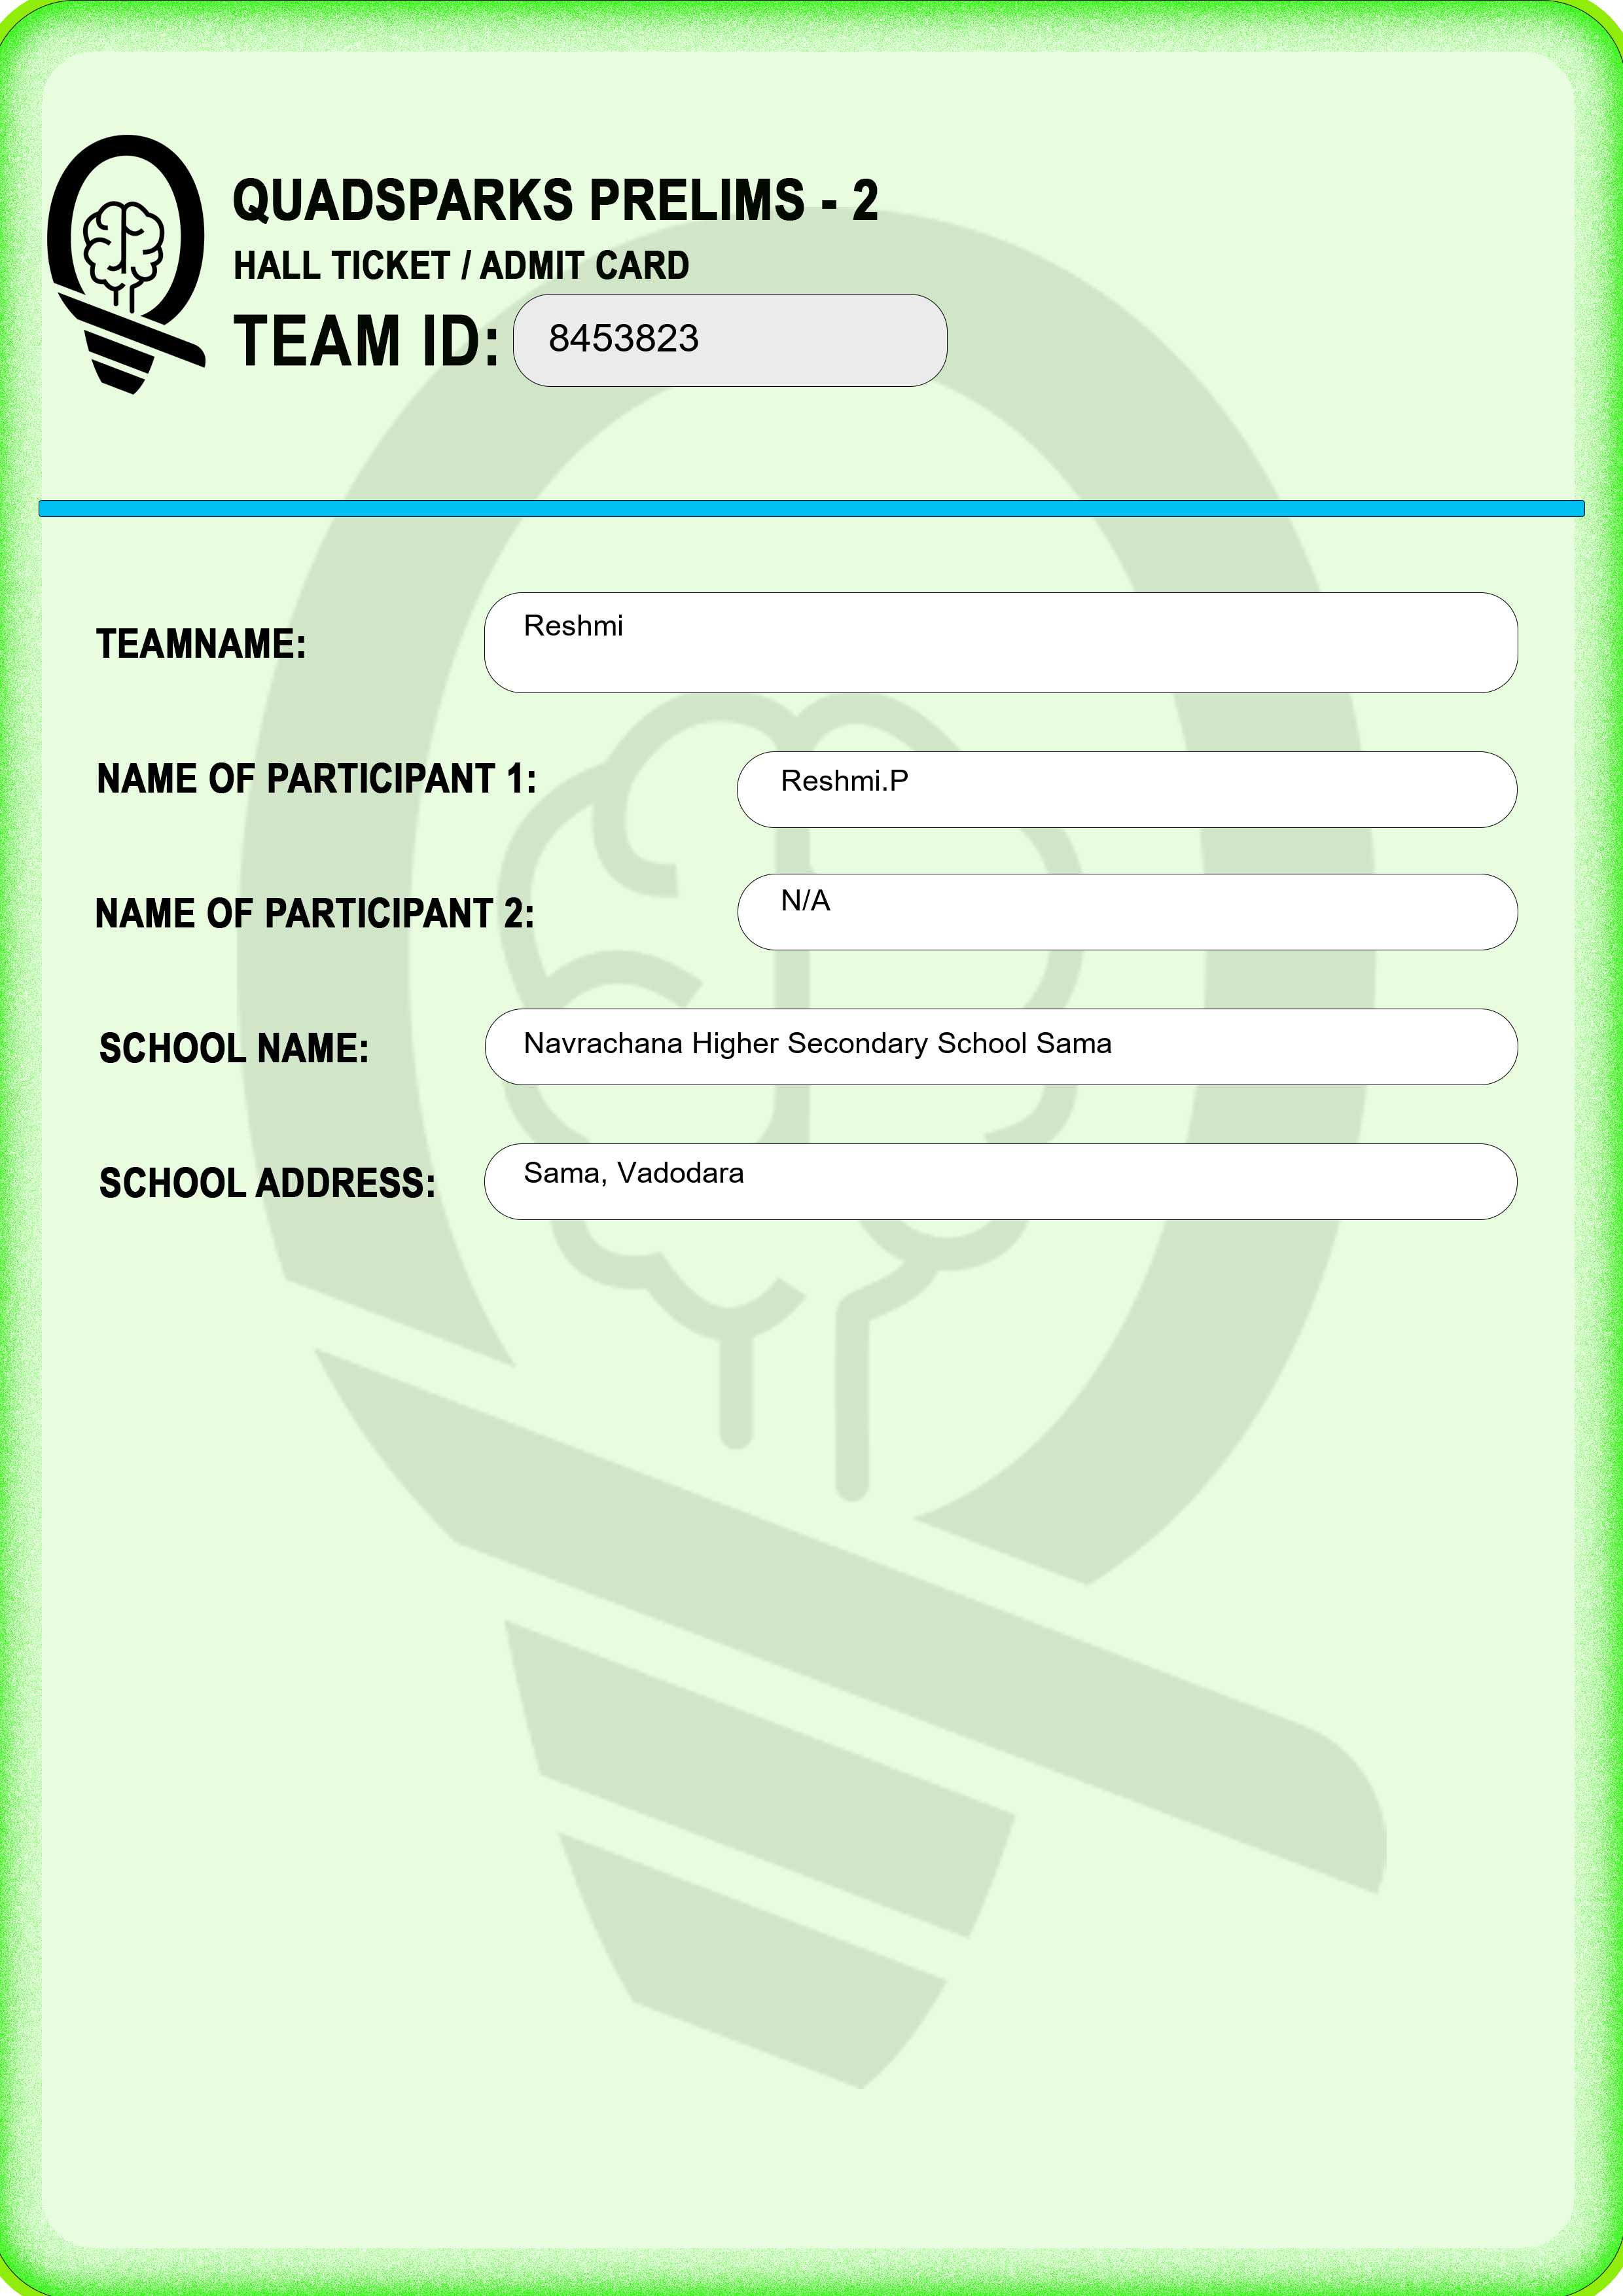 QUADSPARKS PRELIMS - 2
HALL TICKET / ADMIT CARD
TEAM ID: 8453823
TEAMNAME: Reshmi
NAME OF PARTICIPANT 1: Reshmi.P
NAME OF PARTICIPANT 2: N/A
SCHOOL NAME: Navrachana Higher Secondary School Sama
SCHOOL ADDRESS: Sama, Vadodara